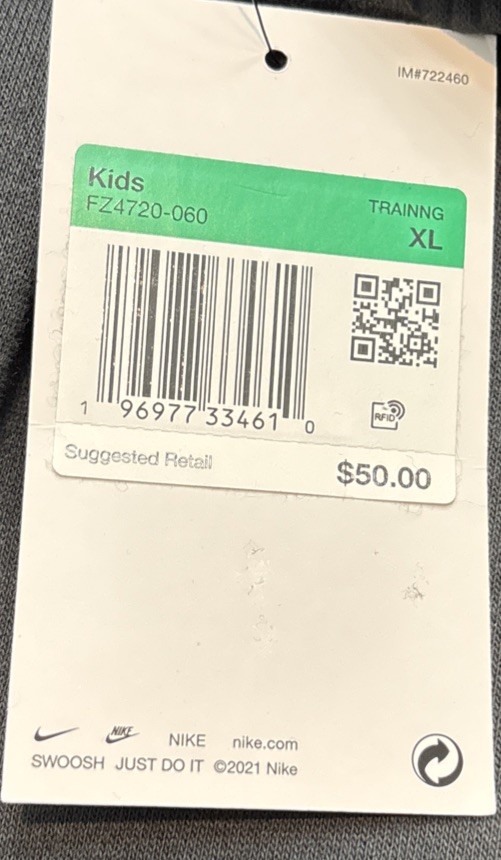 IM#722460
Kids
FZ4720-060
TRAINNG
XL
1 96977 33461 0
RFID
Suggested Retail
$50.00
NIKE NIKE nike.com
SWOOSH JUST DO IT ©2021 Nike